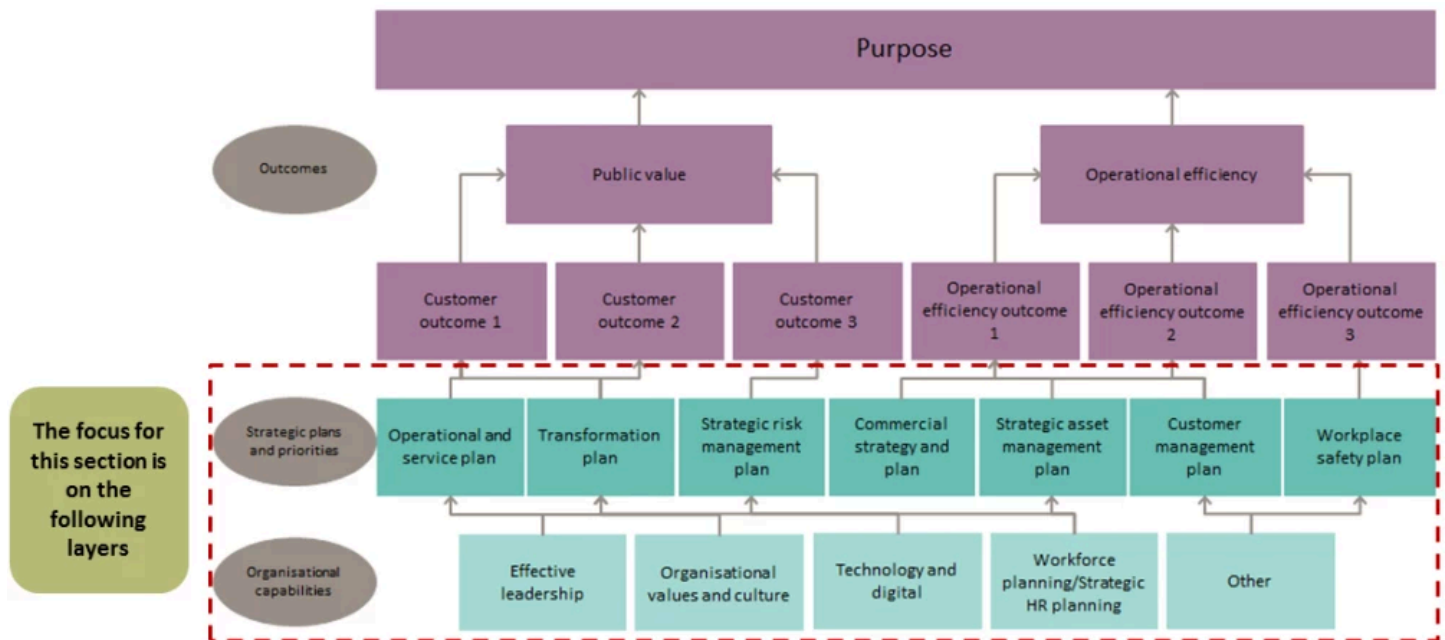 Purpose
Outcomes
Public value
Operational efficiency
Customer
outcome 1
Customer
outcome 2
Customer
outcome 3
Operational
efficiency outcome
1
Operational
efficiency outcome
2
Operational
efficiency outcome
3
The focus for
this section is
on the
following
layers
Strategic plans
and priorities
Operational and
service plan
Transformation
plan
Strategic risk
management
plan
Commercial
strategy and plan
Strategic asset
management
plan
Customer
management
plan
Workplace
safety plan
Organisational
capabilities
Effective
leadership
Organisational
values and culture
Technology and
digital
Workforce
planning/Strategic
HR planning
Other